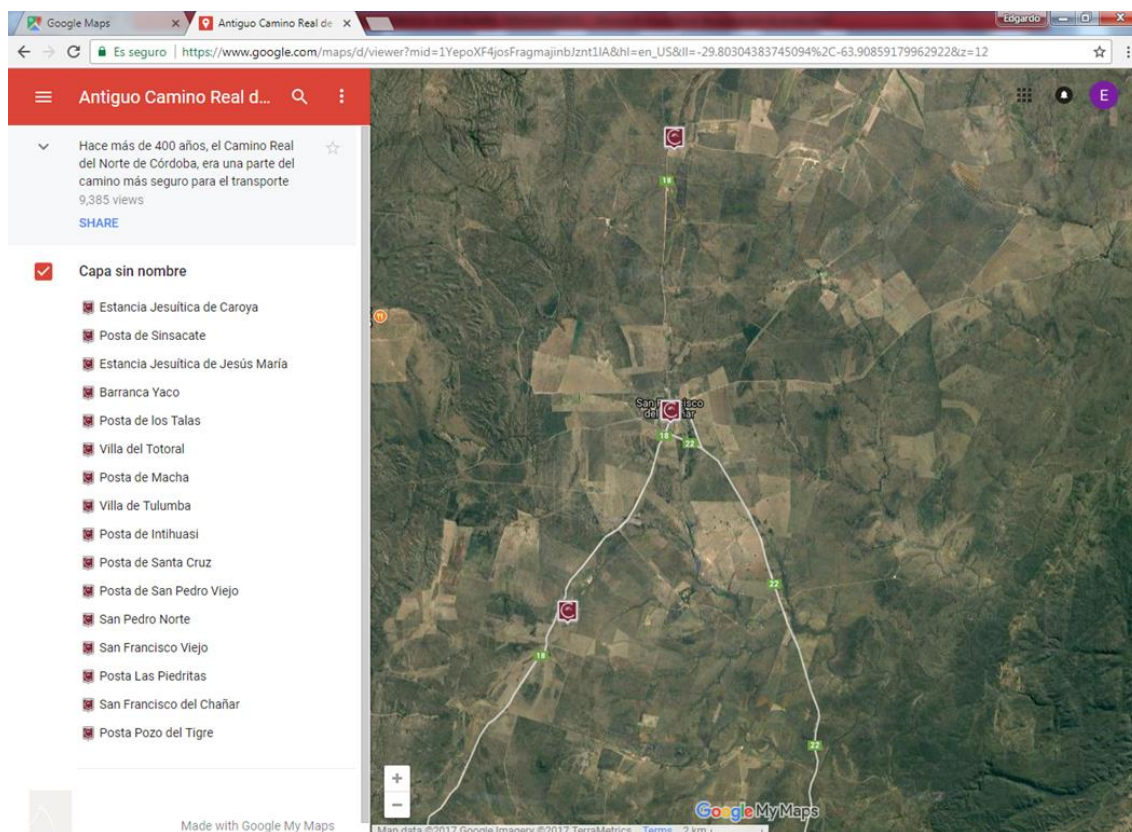 Google Maps
Antiguo Camino Real de
Edgardo
Es seguro | https://www.google.com/maps/d/viewer?mid=1YepoXF4josFragmajinbJznt1IA&hl=en_US&ll=-29.80304383745094%2C-63.90859179962922&z=12
Antiguo Camino Real d...
E
Hace más de 400 años, el Camino Real
del Norte de Córdoba, era una parte del
camino más seguro para el transporte
9,385 views
SHARE
Capa sin nombre
Estancia Jesuítica de Caroya
Posta de Sinsacate
Estancia Jesuítica de Jesús María
Barranca Yaco
Posta de los Talas
Villa del Totoral
Posta de Macha
Villa de Tulumba
Posta de Intihuasi
Posta de Santa Cruz
Posta de San Pedro Viejo
San Pedro Norte
San Francisco Viejo
Posta Las Piedritas
San Francisco del Chañar
Posta Pozo del Tigre
Made with Google My Maps
18
San
del
18
22
22
18
22
Google My Maps
Map data ©2017 Google Imagery ©2017 TerraMetrics Terms 2 km